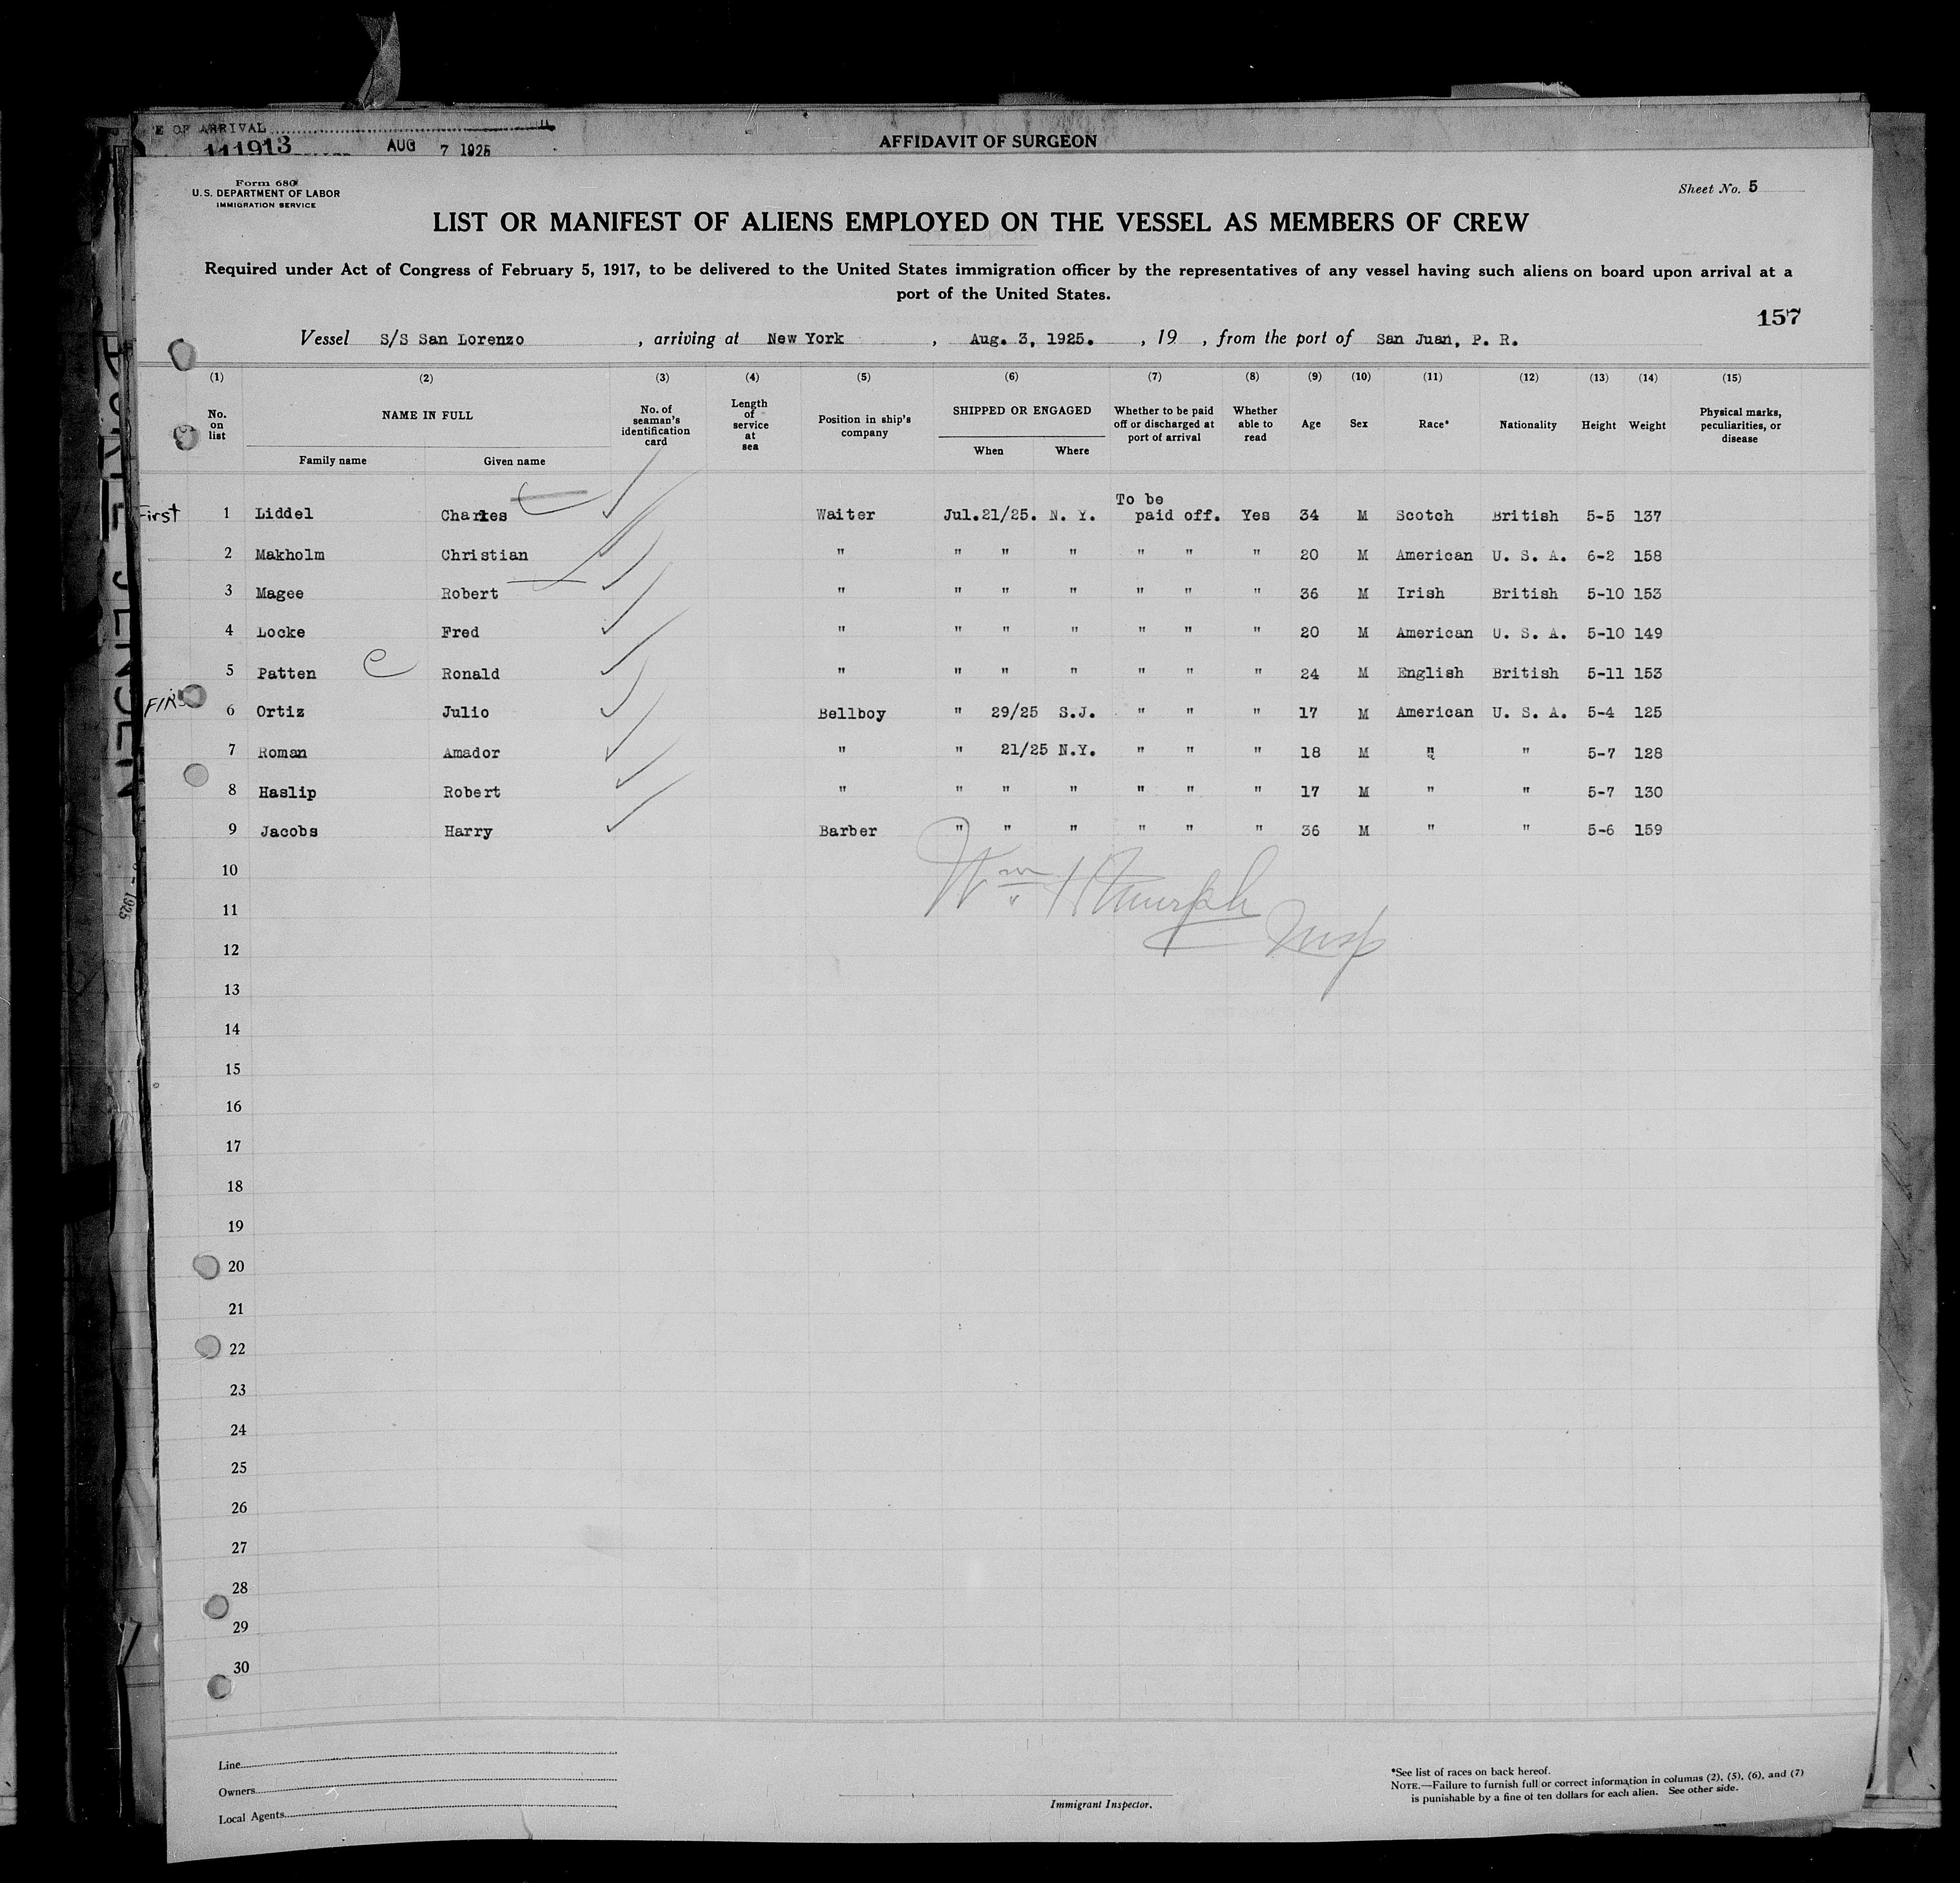 E OF ARRIVAL
111913 AUG 7 1925
AFFIDAVIT OF SURGEON
Form 680
U.S. DEPARTMENT OF LABOR
IMMIGRATION SERVICE
Sheet No. 5
LIST OR MANIFEST OF ALIENS EMPLOYED ON THE VESSEL AS MEMBERS OF CREW
Required under Act of Congress of February 5, 1917, to be delivered to the United States immigration officer by the representatives of any vessel having such aliens on board upon arrival at a
port of the United States.
157
Vessel S/S San Lorenzo, arriving at New York, Aug. 3, 1925., 19 , from the port of San Juan, P. R.
(1) (2) (3) (4) (5) (6) (7) (8) (9) (10) (11) (12) (13) (14) (15)
No. on list
NAME IN FULL
Family name Given name
No. of seaman's identification card
Length of service at sea
Position in ship's company
SHIPPED OR ENGAGED
When Where
Whether to be paid off or discharged at port of arrival
Whether able to read
Age Sex Race* Nationality Height Weight
Physical marks, peculiarities, or disease
First 1 Liddel Charles Waiter Jul.21/25. N. Y. To be paid off. Yes 34 M Scotch British 5-5 137
2 Makholm Christian " " " " " " " 20 M American U. S. A. 6-2 158
3 Magee Robert " " " " " " " 36 M Irish British 5-10 153
4 Locke Fred " " " " " " " 20 M American U. S. A. 5-10 149
5 Patten Ronald " " " " " " " 24 M English British 5-11 153
6 Ortiz Julio Bellboy " 29/25 S.J. " " " 17 M American U. S. A. 5-4 125
7 Roman Amador " " 21/25 N.Y. " " " 18 M " " 5-7 128
8 Haslip Robert " " " " " " " 17 M " " 5-7 130
9 Jacobs Harry Barber " " " " " " 36 M " " 5-6 159
10
Wm H Murph
11
Insp
12
13
14
15
16
17
18
19
20
21
22
23
24
25
26
27
28
29
30
Line
Owners
Local Agents
Immigrant Inspector.
*See list of races on back hereof.
NOTE.—Failure to furnish full or correct information in columns (2), (5), (6), and (7)
is punishable by a fine of ten dollars for each alien. See other side.